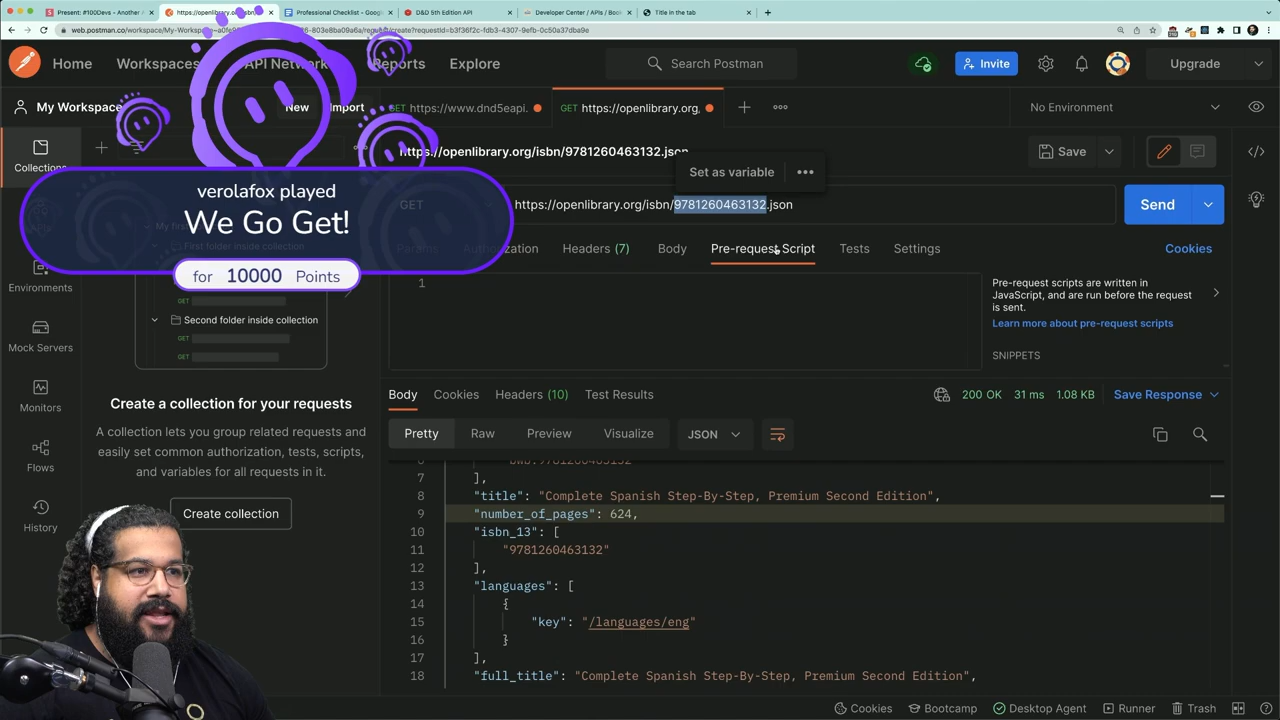 Present: #100Devs - Another A
https://openlibrary.org/is
Professional Checklist - Goog
D&D 5th Edition API
Developer Center / APIs / Boo
Title in the tab
Home
Workspaces
API Network
Reports
Explore
Search Postman
Invite
Upgrade
My Workspace
New
Import
GET https://www.dnd5eapi.
GET https://openlibrary.org,
No Environment
Collections
https://openlibrary.org/isbn/9781260463132.json
Save
Set as variable
verolafox played
We Go Get!
for 10000 Points
GET
https://openlibrary.org/isbn/9781260463132.json
Send
Headers (7)
Body
Pre-request Script
Tests
Settings
Cookies
Environments
1
Pre-request scripts are written in
JavaScript, and are run before the request
is sent.
Learn more about pre-request scripts
SNIPPETS
GET
Second folder inside collection
GET
GET
Mock Servers
Monitors
Flows
History
Create a collection for your requests
A collection lets you group related requests and
easily set common authorization, tests, scripts,
and variables for all requests in it.
Create collection
Body
Cookies
Headers (10)
Test Results
200 OK
31 ms
1.08 KB
Save Response
Pretty
Raw
Preview
Visualize
JSON
6 "bwb:9781260463132"
7 ],
8 "title": "Complete Spanish Step-By-Step, Premium Second Edition",
9 "number_of_pages": 624,
10 "isbn_13": [
11 "9781260463132"
12 ],
13 "languages": [
14 {
15 "key": "/languages/eng"
16 }
17 ],
18 "full_title": "Complete Spanish Step-By-Step, Premium Second Edition",
Cookies
Bootcamp
Desktop Agent
Runner
Trash